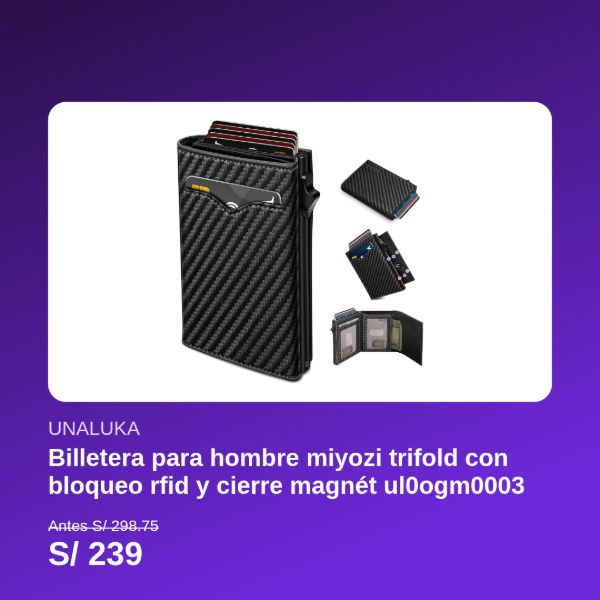 UNALUKA
Billetera para hombre miyozi trifold con
bloqueo rfid y cierre magnét ul0ogm0003
Antes S/ 298.75
S/ 239